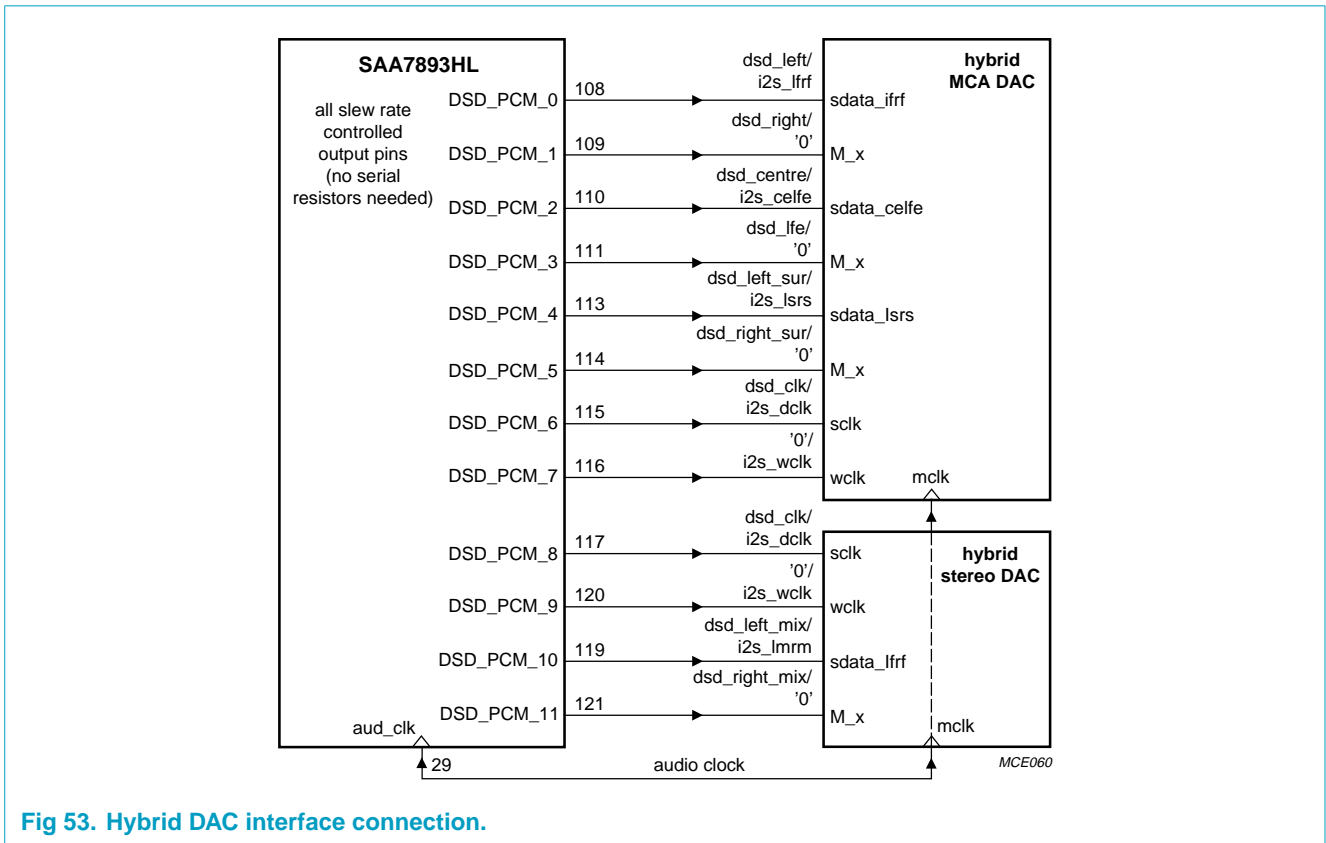 SAA7893HL
all slew rate
controlled
output pins
(no serial
resistors needed)
hybrid
MCA DAC
DSD_PCM_0 108 dsd_left/
i2s_lfrf sdata_ifrf
DSD_PCM_1 109 dsd_right/
'0' M_x
DSD_PCM_2 110 dsd_centre/
i2s_celfe sdata_celfe
DSD_PCM_3 111 dsd_lfe/
'0' M_x
DSD_PCM_4 113 dsd_left_sur/
i2s_lsrs sdata_lsrs
DSD_PCM_5 114 dsd_right_sur/
'0' M_x
DSD_PCM_6 115 dsd_clk/
i2s_dclk sclk
DSD_PCM_7 116 '0'/
i2s_wclk wclk
mclk
hybrid
stereo DAC
DSD_PCM_8 117 dsd_clk/
i2s_dclk sclk
DSD_PCM_9 120 '0'/
i2s_wclk wclk
DSD_PCM_10 119 dsd_left_mix/
i2s_lmrm sdata_lfrf
DSD_PCM_11 121 dsd_right_mix/
'0' M_x
aud_clk mclk
29 audio clock MCE060
Fig 53. Hybrid DAC interface connection.